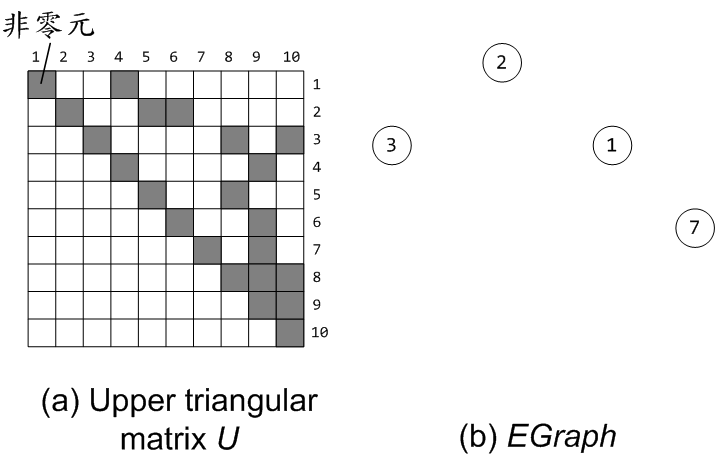 非零元
1 2 3 4 5 6 7 8 9 10
1
2
3
4
5
6
7
8
9
10
2
3
1
7
(a) Upper triangular
matrix U
(b) EGraph